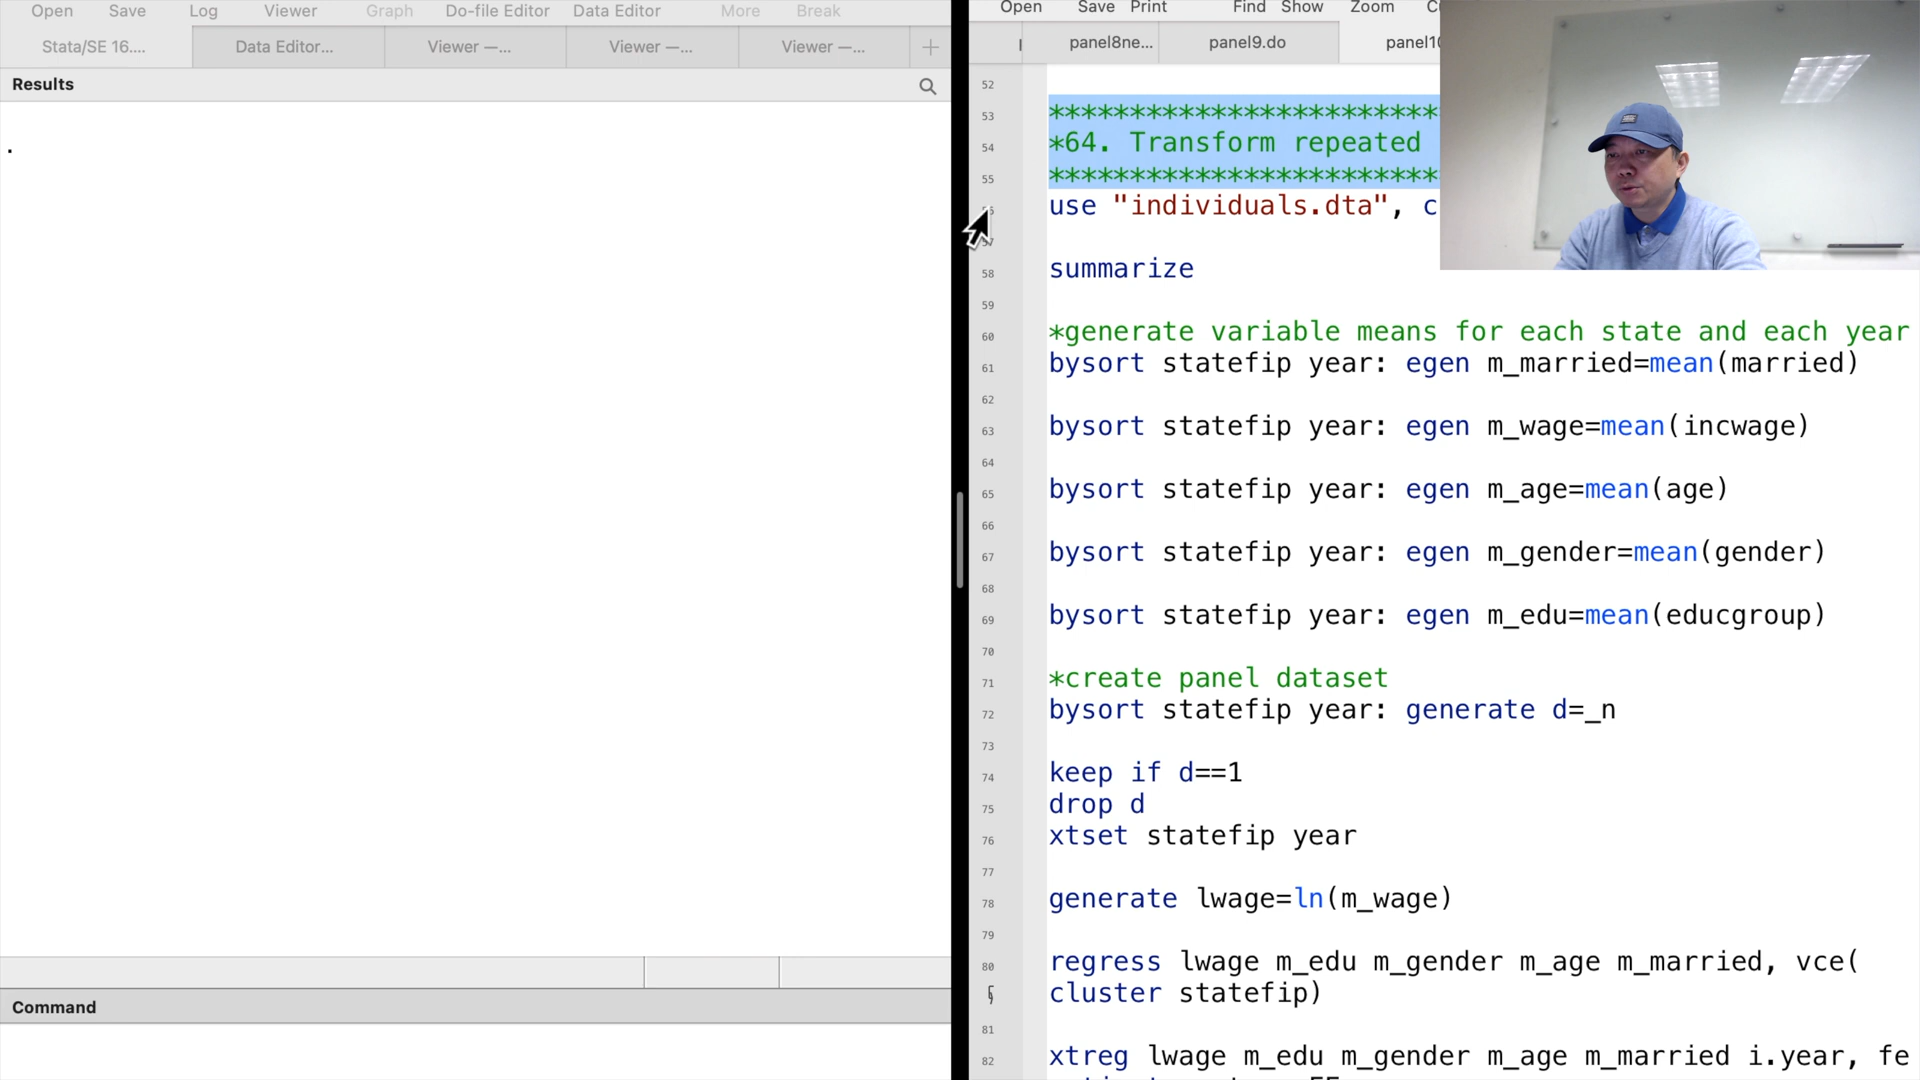 Open Save Log Viewer Graph Do-file Editor Data Editor More Break
Stata/SE 16.... Data Editor... Viewer —... Viewer —... Viewer —... +
Results
.
Command
Open Save Print Find Show Zoom
panel8ne... panel9.do panel10
52
53 ************************
54 *64. Transform repeated
55 ************************
use "individuals.dta", c
57
58 summarize
59
60 *generate variable means for each state and each year
61 bysort statefip year: egen m_married=mean(married)
62
63 bysort statefip year: egen m_wage=mean(incwage)
64
65 bysort statefip year: egen m_age=mean(age)
66
67 bysort statefip year: egen m_gender=mean(gender)
68
69 bysort statefip year: egen m_edu=mean(educgroup)
70
71 *create panel dataset
72 bysort statefip year: generate d=_n
73
74 keep if d==1
75 drop d
76 xtset statefip year
77
78 generate lwage=ln(m_wage)
79
80 regress lwage m_edu m_gender m_age m_married, vce(
cluster statefip)
81
82 xtreg lwage m_edu m_gender m_age m_married i.year, fe